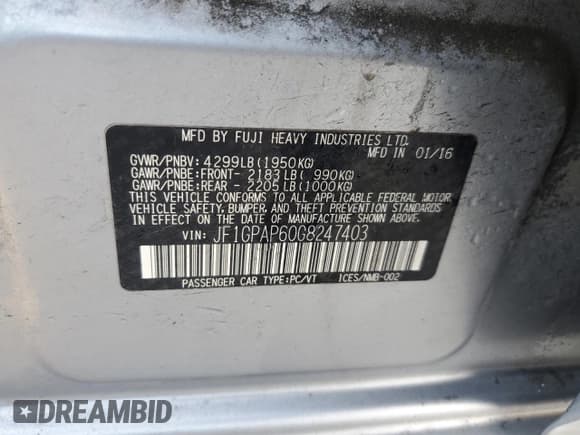 MFD BY FUJI HEAVY INDUSTRIES LTD.
MFD IN 01/16
GVWR/PNBV: 4299LB(1950KG)
GAWR/PNBE:FRONT- 2183LB( 990KG)
GAWR/PNBE:REAR - 2205LB(1000KG)
THIS VEHICLE CONFORMS TO ALL APPLICABLE FEDERAL MOTOR
VEHICLE SAFETY, BUMPER, AND THEFT PREVENTION STANDARDS
IN EFFECT ON THE DATE OF MANUFACTURE SHOWN ABOVE.
VIN: JF1GPAP60G8247403
PASSENGER CAR TYPE:PC/VT ICES/NMB-002
DREAMBID